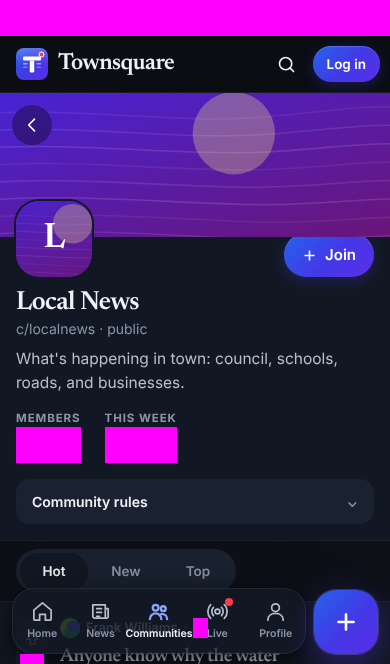 Townsquare
Log in
L
+ Join
Local News
c/localnews · public
What's happening in town: council, schools,
roads, and businesses.
MEMBERS THIS WEEK
Community rules
Hot New Top
Frank Williams
Home News Communities Live Profile
Anyone know why the water